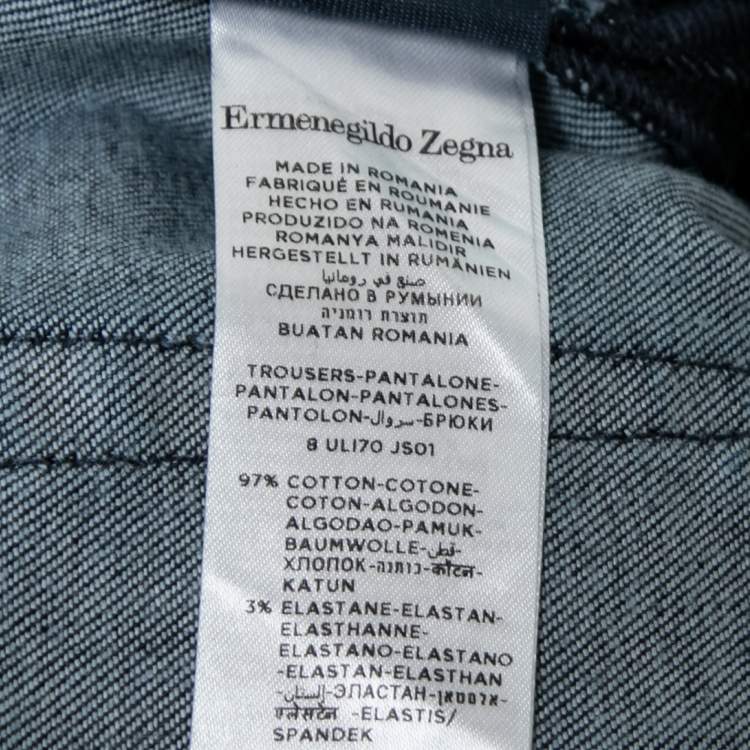 Ermenegildo Zegna
MADE IN ROMANIA
FABRIQUÉ EN ROUMANIE
HECHO EN RUMANIA
PRODUZIDO NA ROMENIA
ROMANYA MALIDIR
HERGESTELLT IN RUMÄNIEN
صنع في رومانيا
СДЕЛАНО В РУМЫНИИ
תוצרת רומניה
BUATAN ROMANIA
TROUSERS-PANTALONE-
PANTALON-PANTALONES-
PANTOLON-سروال-БРЮКИ
8 ULI70 JS01
97% COTTON-COTONE-
COTON-ALGODON-
ALGODAO-PAMUK-
BAUMWOLLE-قطن-
ХЛОПОК-כותנה-कॉटन-
KATUN
3% ELASTANE-ELASTAN-
ELASTHANNE-
ELASTANO-ELASTANO
-ELASTAN-ELASTHAN
-إلستان-ЭЛАСТАН-אלסטאן-
एलेसटेन -ELASTIS/
SPANDEK